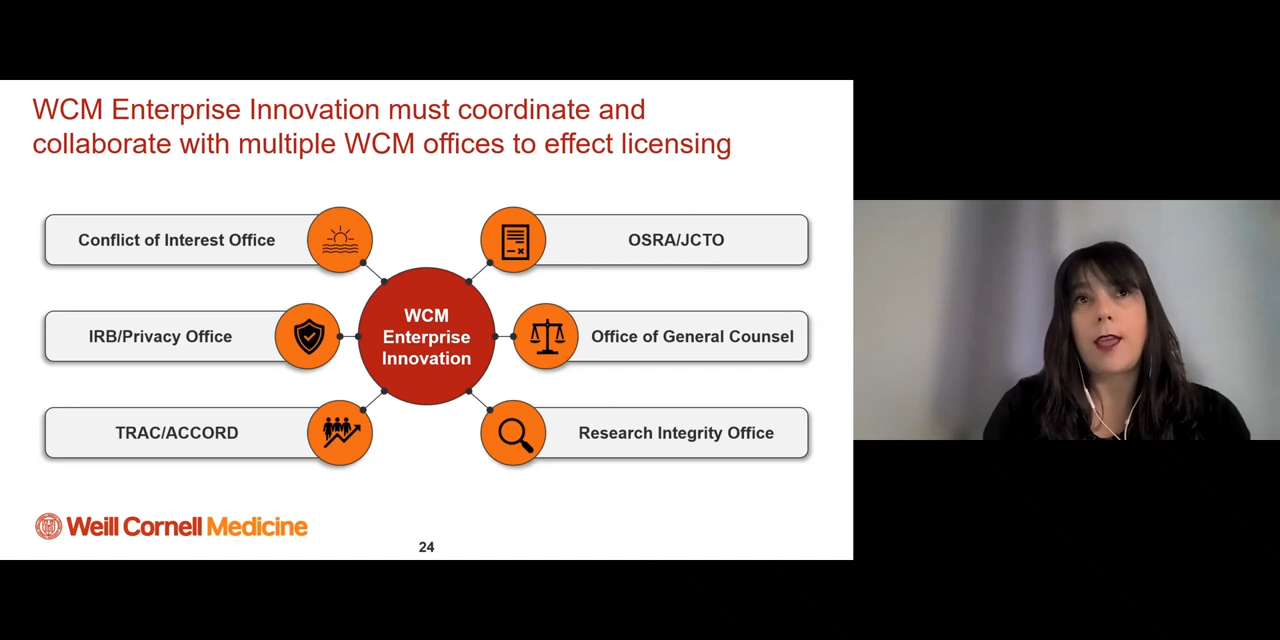 WCM Enterprise Innovation must coordinate and
collaborate with multiple WCM offices to effect licensing
Conflict of Interest Office
OSRA/JCTO
IRB/Privacy Office
WCM
Enterprise
Innovation
Office of General Counsel
TRAC/ACCORD
Research Integrity Office
Weill Cornell Medicine
24